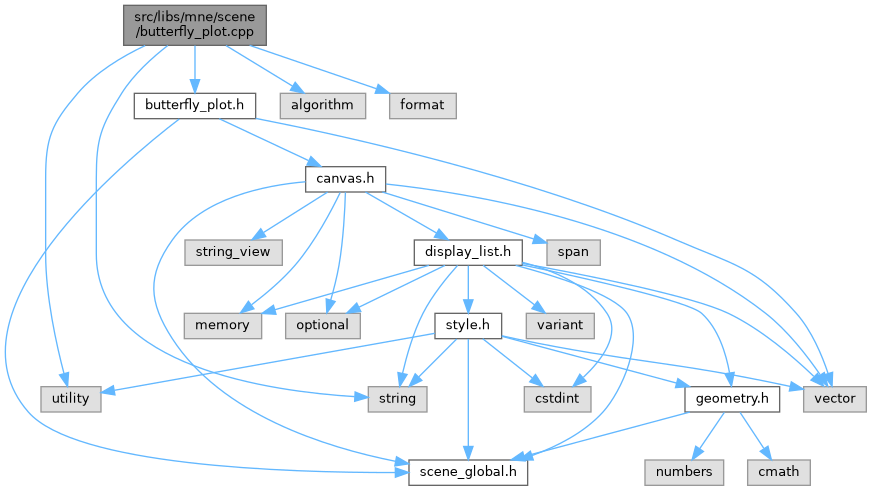 src/libs/mne/scene
/butterfly_plot.cpp
butterfly_plot.h
algorithm
format
canvas.h
string_view
display_list.h
span
memory
optional
style.h
variant
utility
string
cstdint
geometry.h
vector
scene_global.h
numbers
cmath